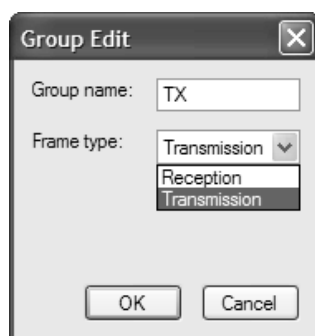 Group Edit
Group name: TX
Frame type: Transmission
Reception
Transmission
OK Cancel